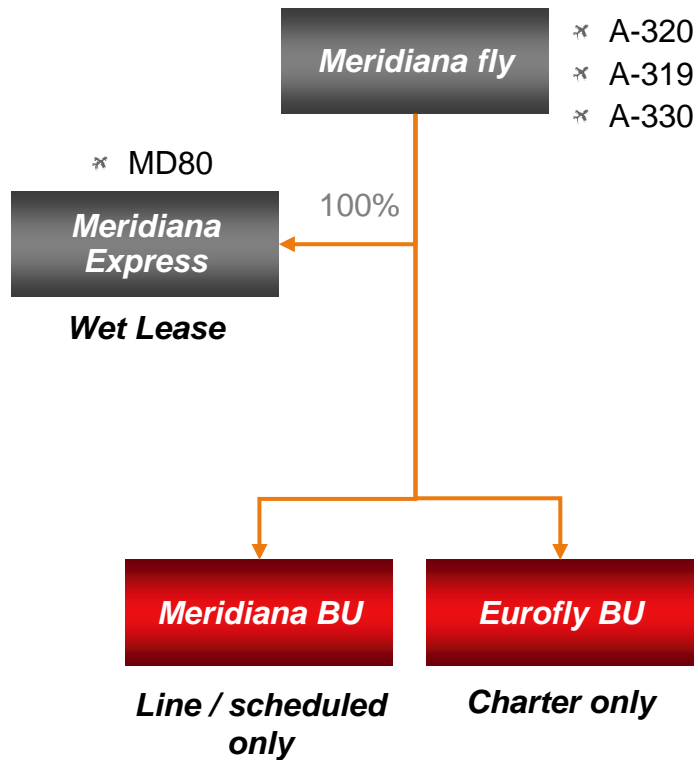 Meridiana fly
A-320
A-319
A-330
MD80
100%
Meridiana
Express
Wet Lease
Meridiana BU
Eurofly BU
Line / scheduled
only
Charter only